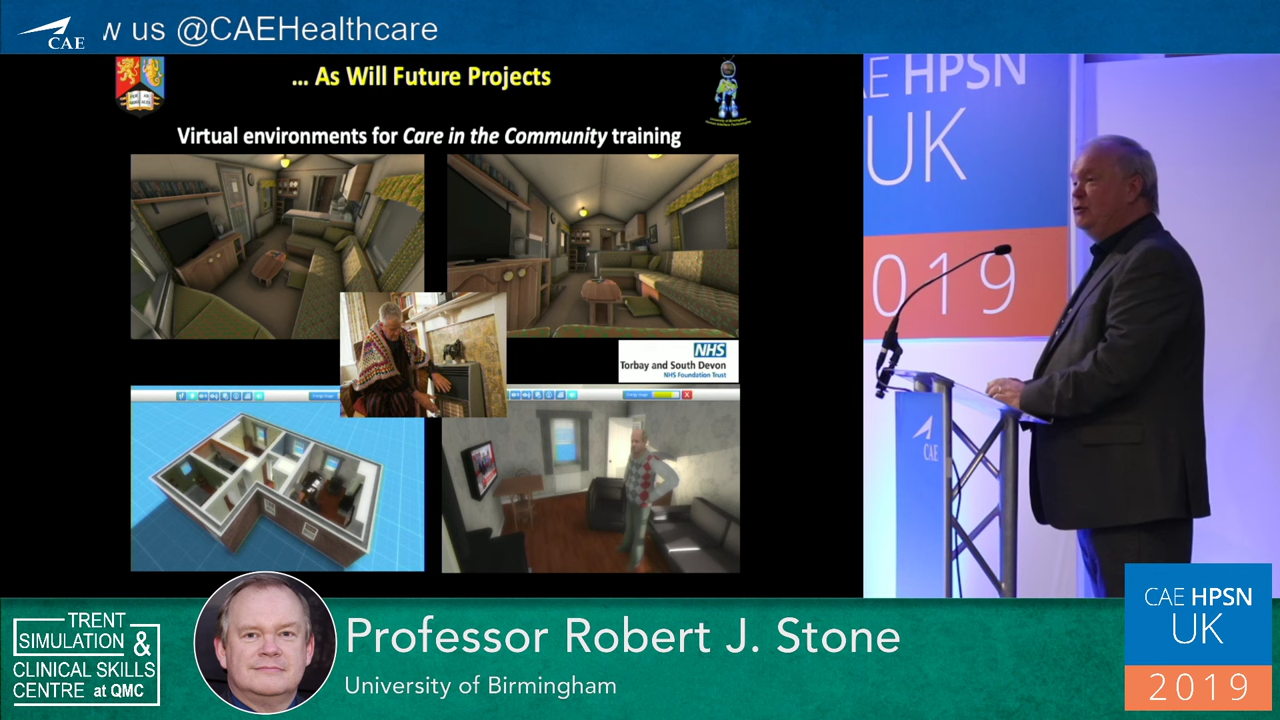 CAE
w us @CAEHealthcare
... As Will Future Projects
Virtual environments for Care in the Community training
NHS
Torbay and South Devon
NHS Foundation Trust
AE HPSN
UK
2019
CAE
TRENT
SIMULATION &
CLINICAL SKILLS
CENTRE at QMC
Professor Robert J. Stone
University of Birmingham
CAE HPSN
UK
2019